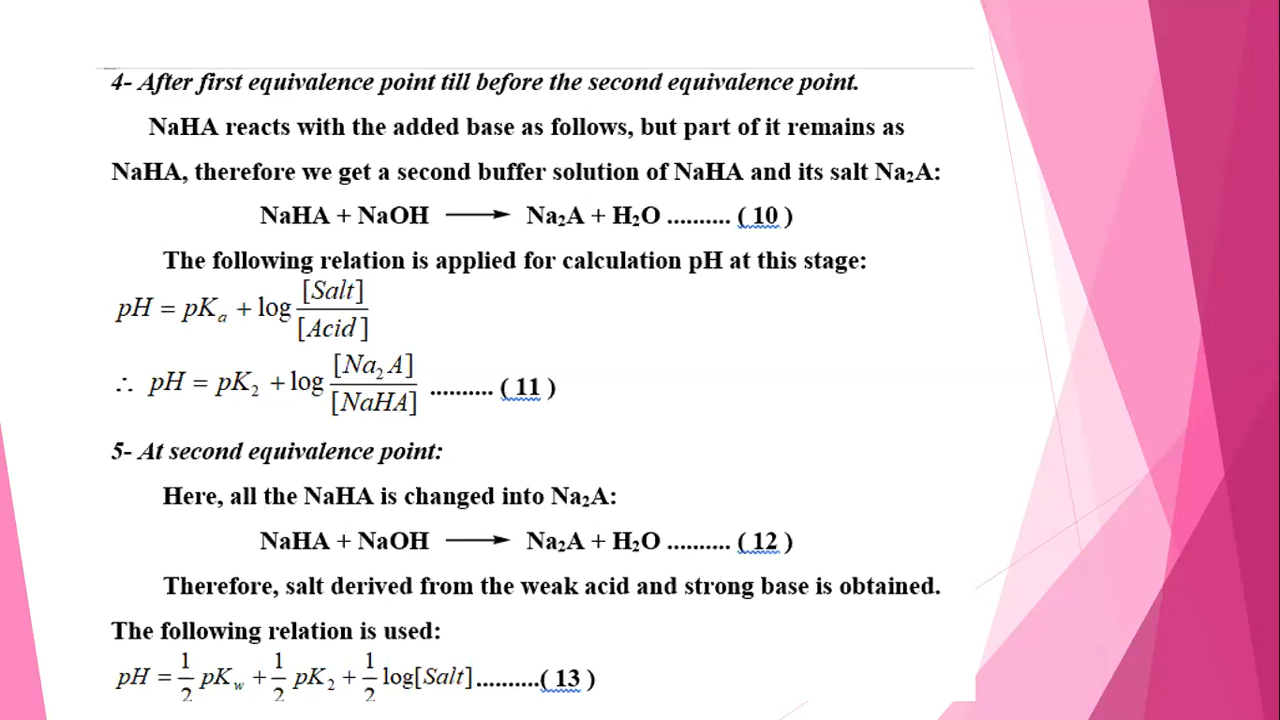 4- After first equivalence point till before the second equivalence point.
NaHA reacts with the added base as follows, but part of it remains as
NaHA, therefore we get a second buffer solution of NaHA and its salt Na₂A:
NaHA + NaOH ⟶ Na₂A + H₂O .......... ( 10 )
The following relation is applied for calculation pH at this stage:
pH = pKₐ + log [Salt] / [Acid]
∴ pH = pK₂ + log [Na₂A] / [NaHA] .......... ( 11 )
5- At second equivalence point:
Here, all the NaHA is changed into Na₂A:
NaHA + NaOH ⟶ Na₂A + H₂O .......... ( 12 )
Therefore, salt derived from the weak acid and strong base is obtained.
The following relation is used:
pH = 1/2 pK_w + 1/2 pK₂ + 1/2 log[Salt]..........( 13 )